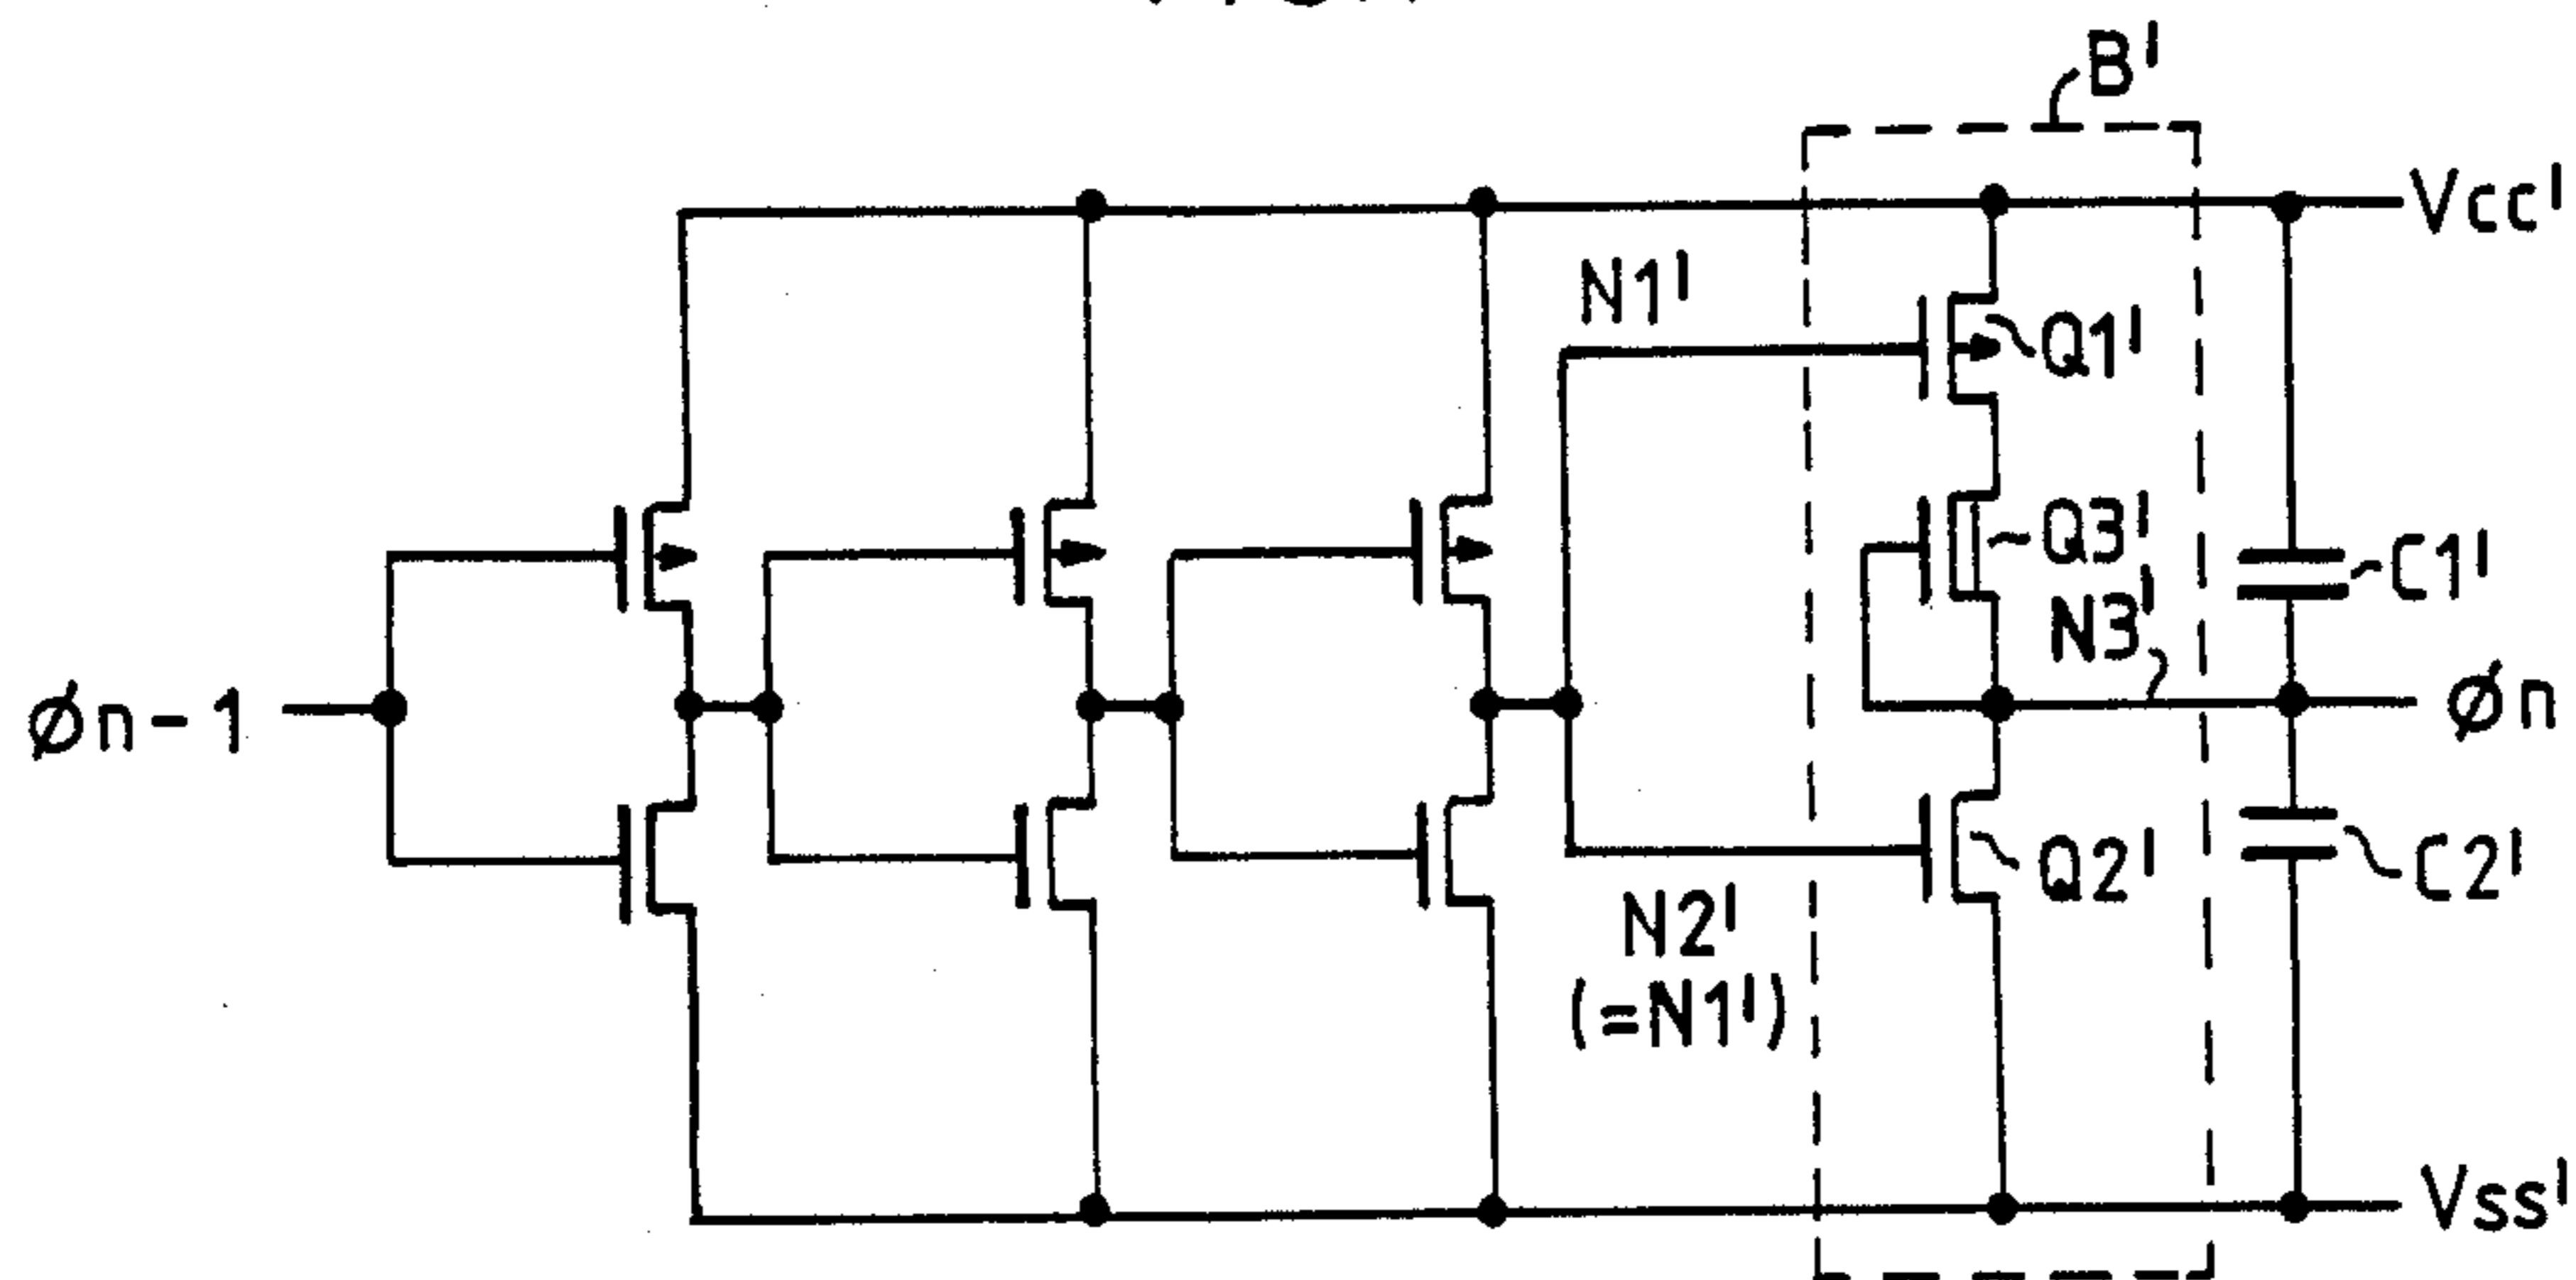 B'
Vcc'
N1'
Q1'
Q3'
C1'
N3'
øn-1
øn
Q2'
C2'
N2'
(=N1')
Vss'